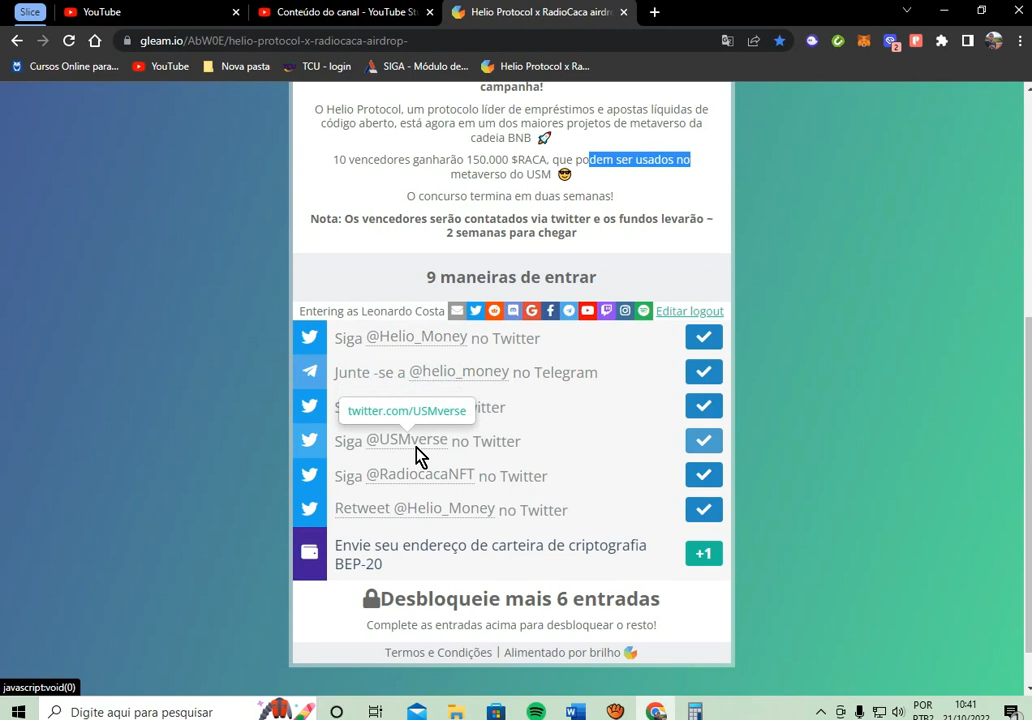 Slice
YouTube
Conteúdo do canal - YouTube St
Helio Protocol x RadioCaca airdr
gleam.io/AbW0E/helio-protocol-x-radiocaca-airdrop-
2
Cursos Online para...
YouTube
Nova pasta
TCU - login
SIGA - Módulo de...
Helio Protocol x Ra...
campanha!
O Helio Protocol, um protocolo líder de empréstimos e apostas líquidas de
código aberto, está agora em um dos maiores projetos de metaverso da
cadeia BNB 🚀
10 vencedores ganharão 150.000 $RACA, que podem ser usados no
metaverso do USM 😎
O concurso termina em duas semanas!
Nota: Os vencedores serão contatados via twitter e os fundos levarão ~
2 semanas para chegar
9 maneiras de entrar
Entering as Leonardo Costa
Editar logout
Siga @Helio_Money no Twitter
Junte -se a @helio_money no Telegram
twitter.com/USMverse
itter
Siga @USMverse no Twitter
Siga @RadiocacaNFT no Twitter
Retweet @Helio_Money no Twitter
Envie seu endereço de carteira de criptografia
BEP-20
+1
Desbloqueie mais 6 entradas
Complete as entradas acima para desbloquear o resto!
Termos e Condições | Alimentado por brilho
javascript:void(0)
Digite aqui para pesquisar
POR
PTB2
10:41
21/10/2022